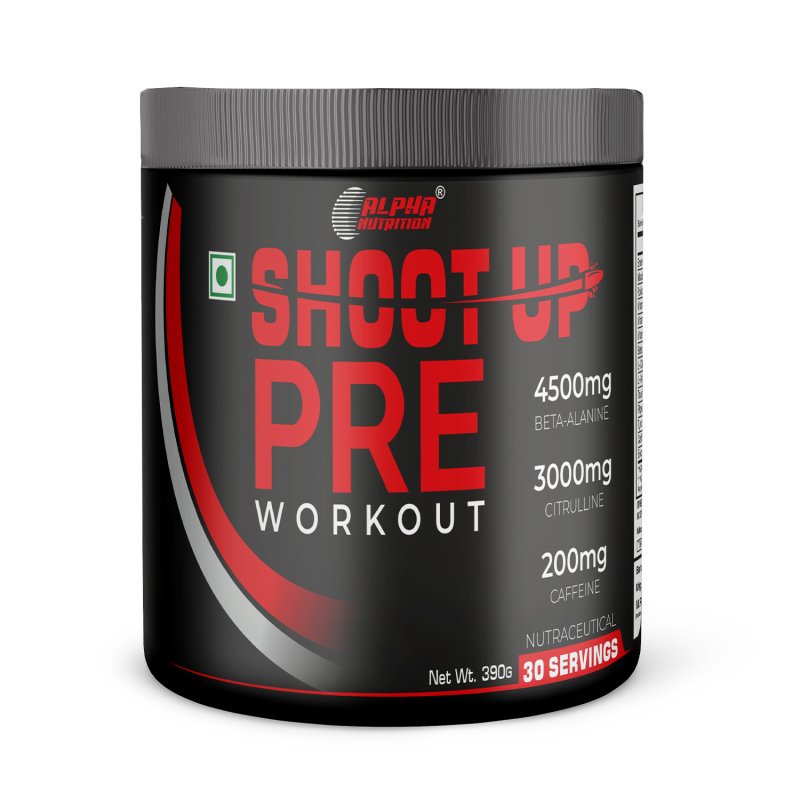 ALPHA®
NUTRITION
SHOOT UP
PRE
WORKOUT
4500mg
BETA-ALANINE
3000mg
CITRULLINE
200mg
CAFFEINE
NUTRACEUTICAL
Net Wt. 390G
30 SERVINGS